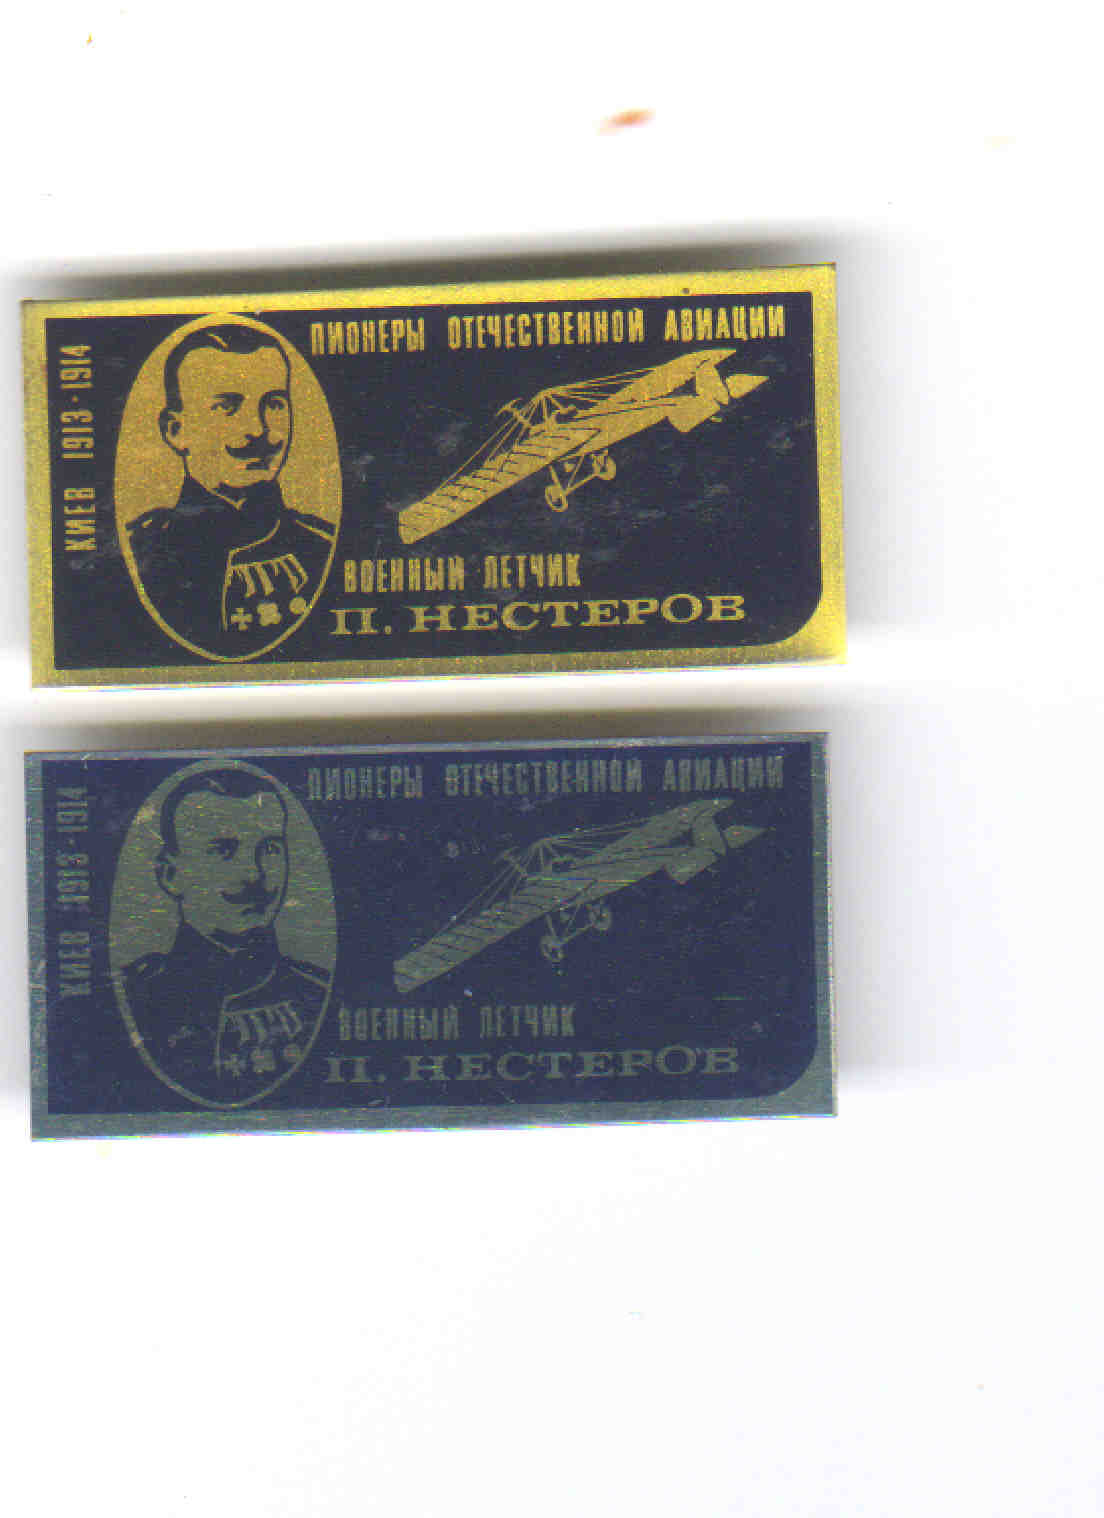 ПИОНЕРЫ ОТЕЧЕСТВЕННОЙ АВИАЦИИ
КИЕВ 1913-1914
ВОЕННЫЙ ЛЕТЧИК
П. НЕСТЕРОВ
ПИОНЕРЫ ОТЕЧЕСТВЕННОЙ АВИАЦИИ
КИЕВ 1913-1914
ВОЕННЫЙ ЛЕТЧИК
П. НЕСТЕРОВ